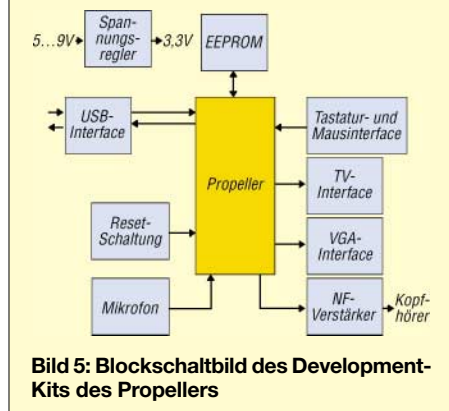 Span-
nungs-
regler
5…9V
3,3V
EEPROM
USB-
Interface
Tastatur- und
Mausinterface
Propeller
TV-
Interface
Reset-
Schaltung
VGA-
Interface
Mikrofon
NF-
Verstärker
Kopf-
hörer
Bild 5: Blockschaltbild des Development-
Kits des Propellers